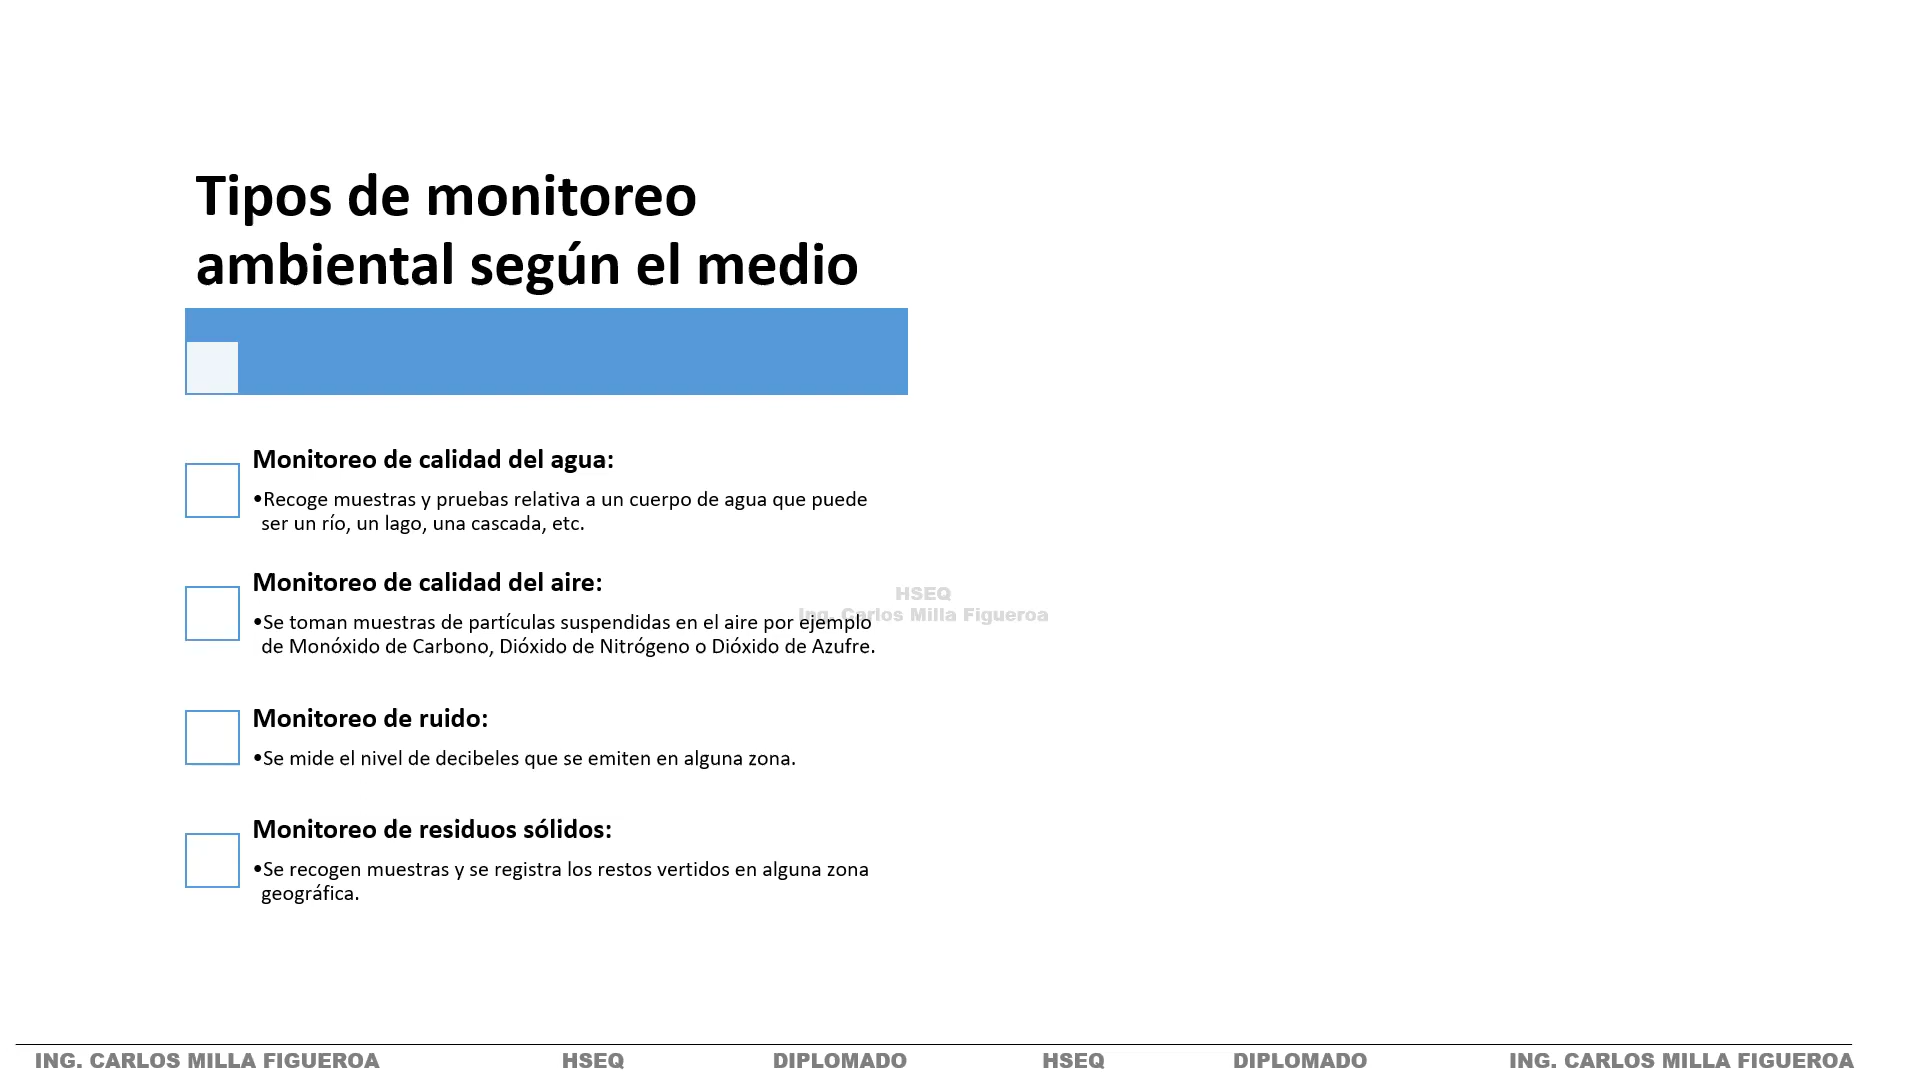 Tipos de monitoreo
ambiental según el medio
Monitoreo de calidad del agua:
•Recoge muestras y pruebas relativa a un cuerpo de agua que puede
ser un río, un lago, una cascada, etc.
Monitoreo de calidad del aire:
•Se toman muestras de partículas suspendidas en el aire por ejemplo
de Monóxido de Carbono, Dióxido de Nitrógeno o Dióxido de Azufre.
HSEQ
Ing. Carlos Milla Figueroa
Monitoreo de ruido:
•Se mide el nivel de decibeles que se emiten en alguna zona.
Monitoreo de residuos sólidos:
•Se recogen muestras y se registra los restos vertidos en alguna zona
geográfica.
ING. CARLOS MILLA FIGUEROA HSEQ DIPLOMADO HSEQ DIPLOMADO ING. CARLOS MILLA FIGUEROA